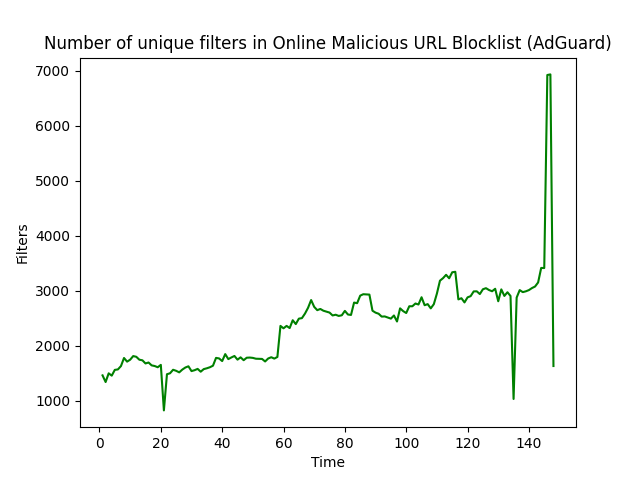 Number of unique filters in Online Malicious URL Blocklist (AdGuard)
7000
6000
5000
4000
3000
2000
1000
Filters
0 20 40 60 80 100 120 140
Time